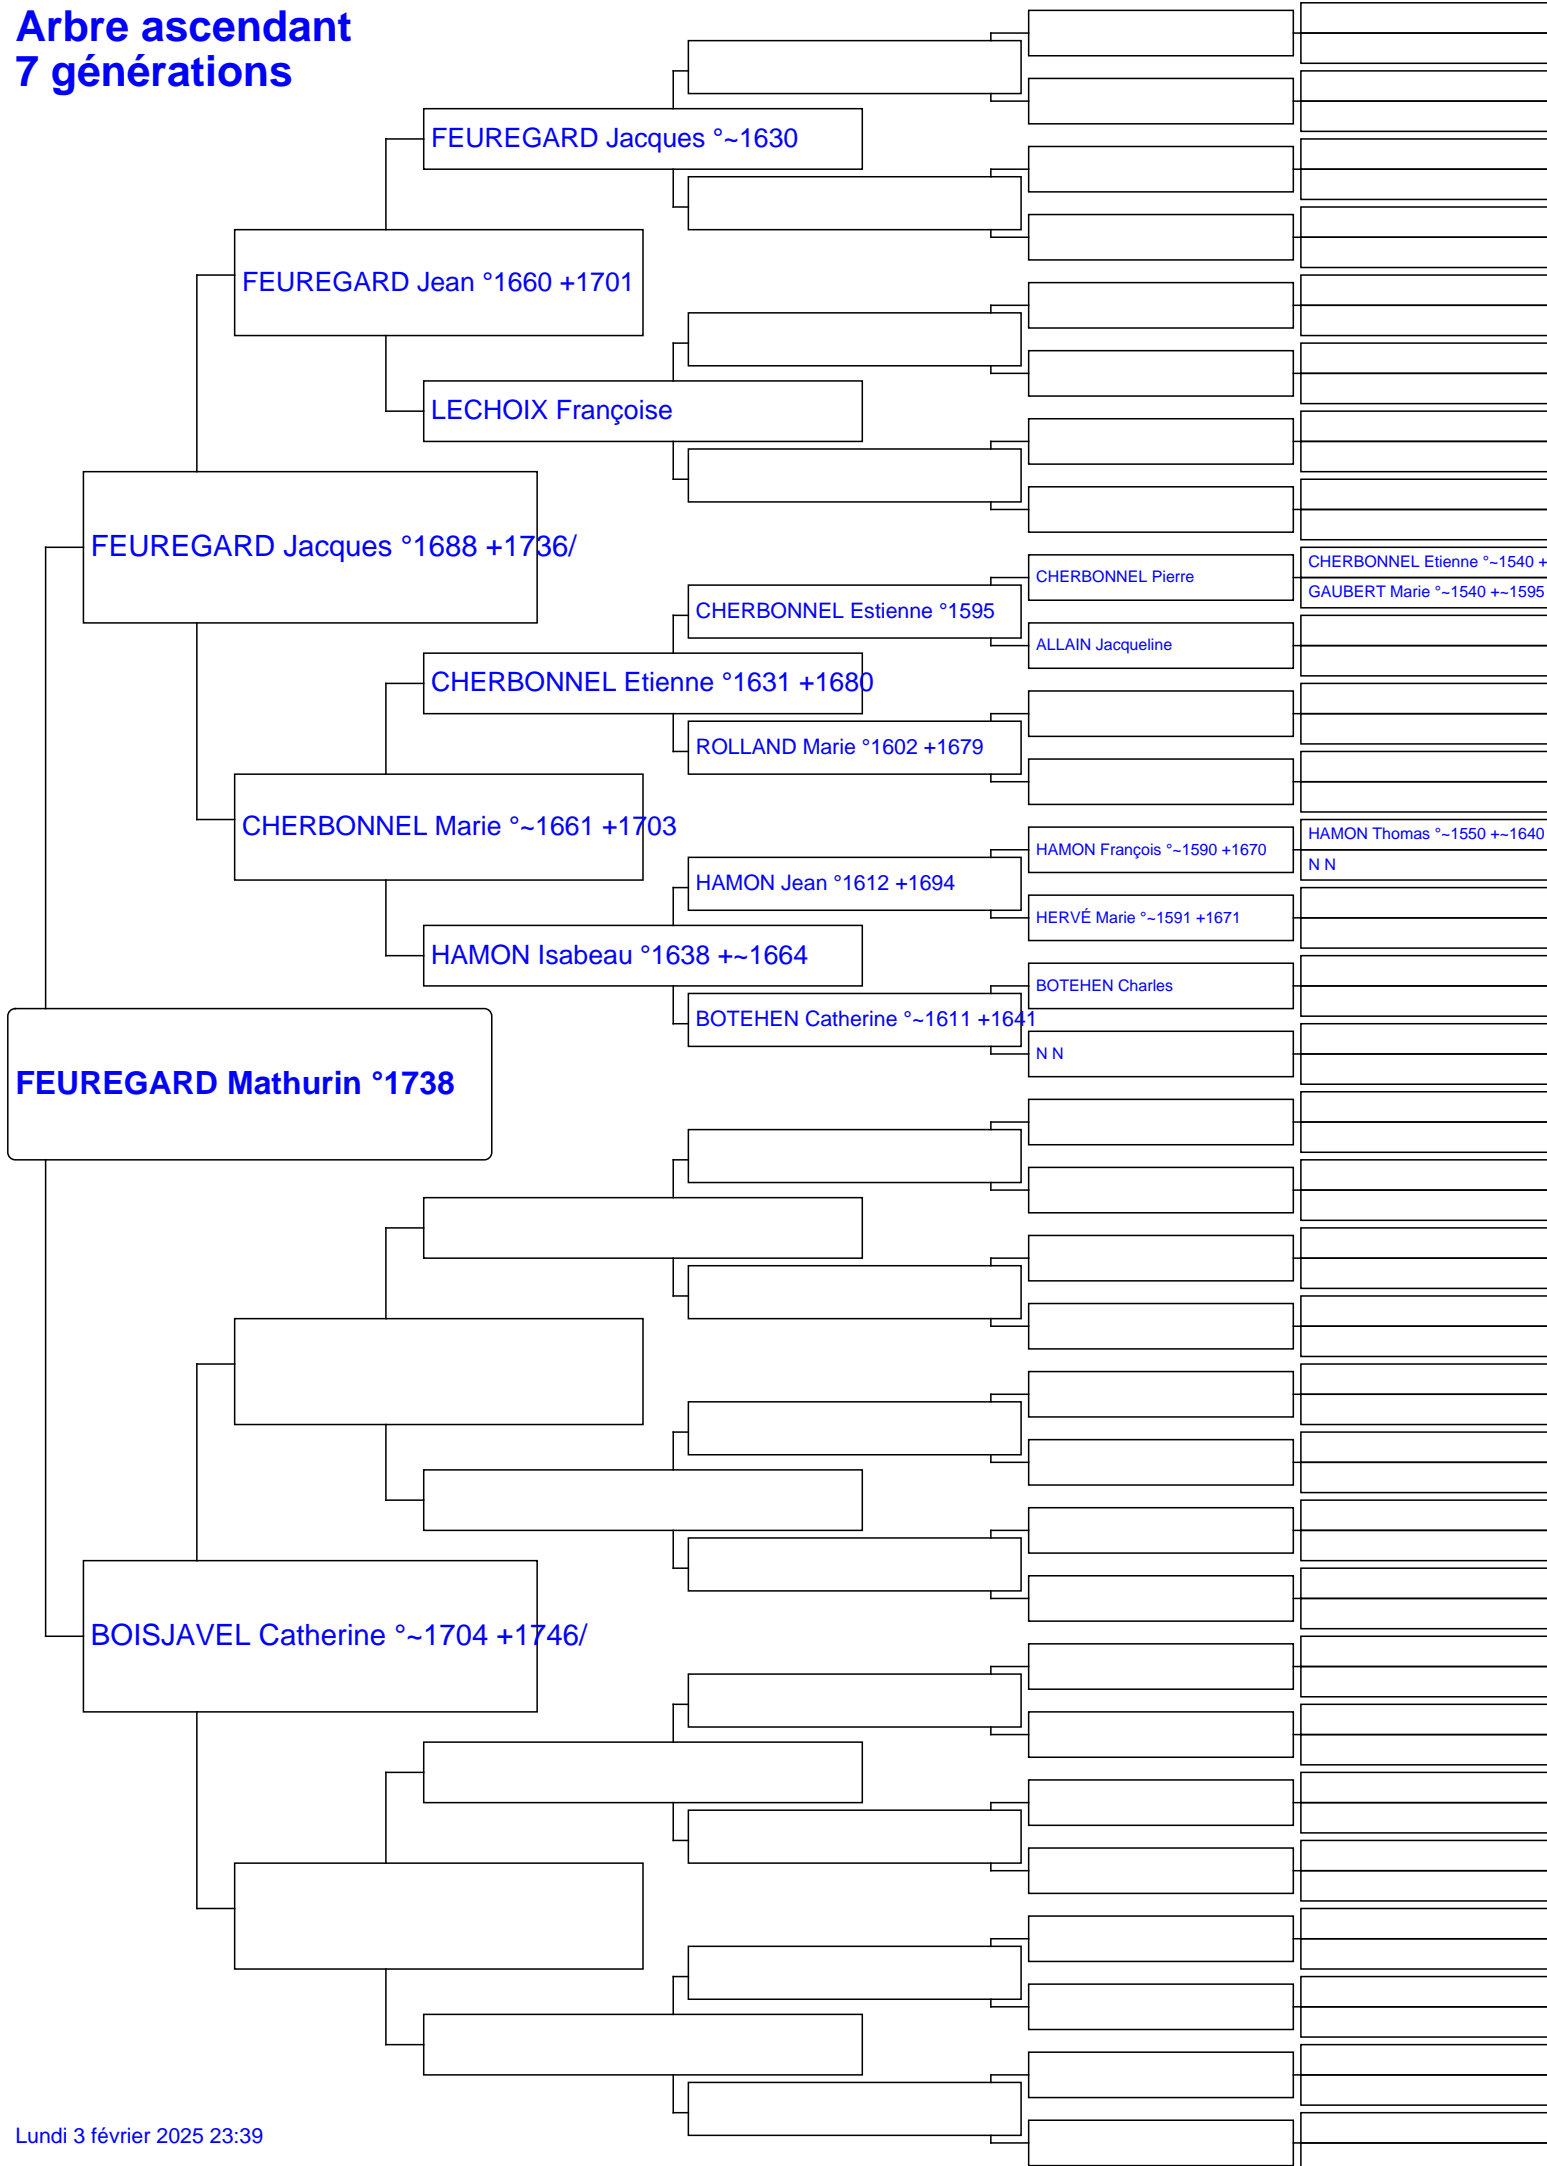 Arbre ascendant
7 générations
FEUREGARD Jacques °~1630
FEUREGARD Jean °1660 +1701
LECHOIX Françoise
FEUREGARD Jacques °1688 +1736/
CHERBONNEL Etienne °~1540 +
CHERBONNEL Pierre
GAUBERT Marie °~1540 +~1595
CHERBONNEL Estienne °1595
ALLAIN Jacqueline
CHERBONNEL Etienne °1631 +1680
ROLLAND Marie °1602 +1679
CHERBONNEL Marie °~1661 +1703
HAMON Thomas °~1550 +~1640
HAMON François °~1590 +1670
N N
HAMON Jean °1612 +1694
HERVÉ Marie °~1591 +1671
HAMON Isabeau °1638 +~1664
BOTEHEN Charles
BOTEHEN Catherine °~1611 +1641
N N
FEUREGARD Mathurin °1738
BOISJAVEL Catherine °~1704 +1746/
Lundi 3 février 2025 23:39